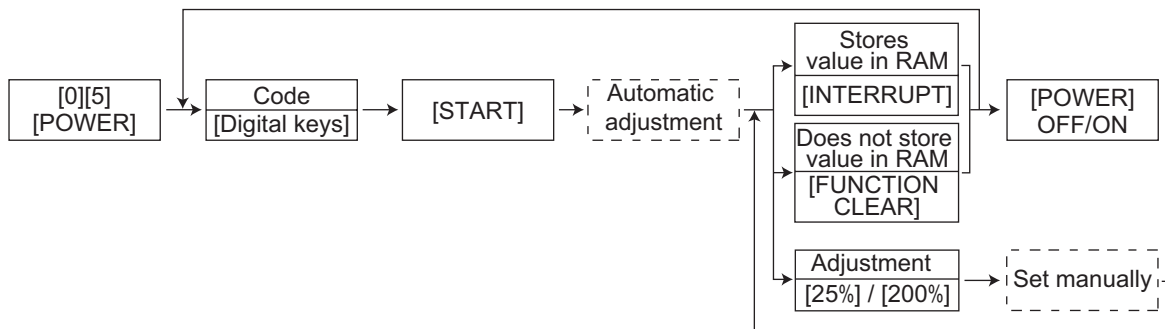 [0][5]
[POWER]
Code
[Digital keys]
[START]
Automatic
adjustment
Stores
value in RAM
[INTERRUPT]
Does not store
value in RAM
[FUNCTION
CLEAR]
Adjustment
[25%] / [200%]
Set manually
[POWER]
OFF/ON